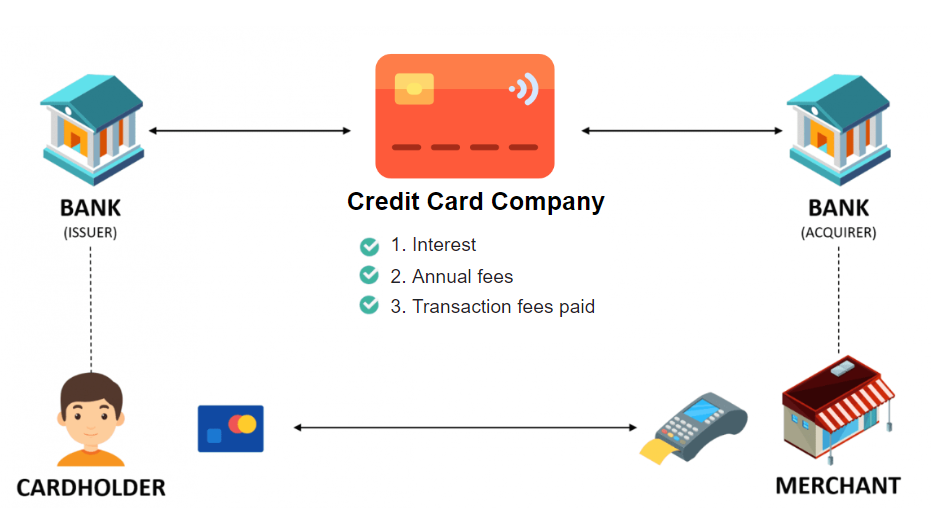 BANK
(ISSUER)
Credit Card Company
1. Interest
2. Annual fees
3. Transaction fees paid
BANK
(ACQUIRER)
CARDHOLDER
MERCHANT